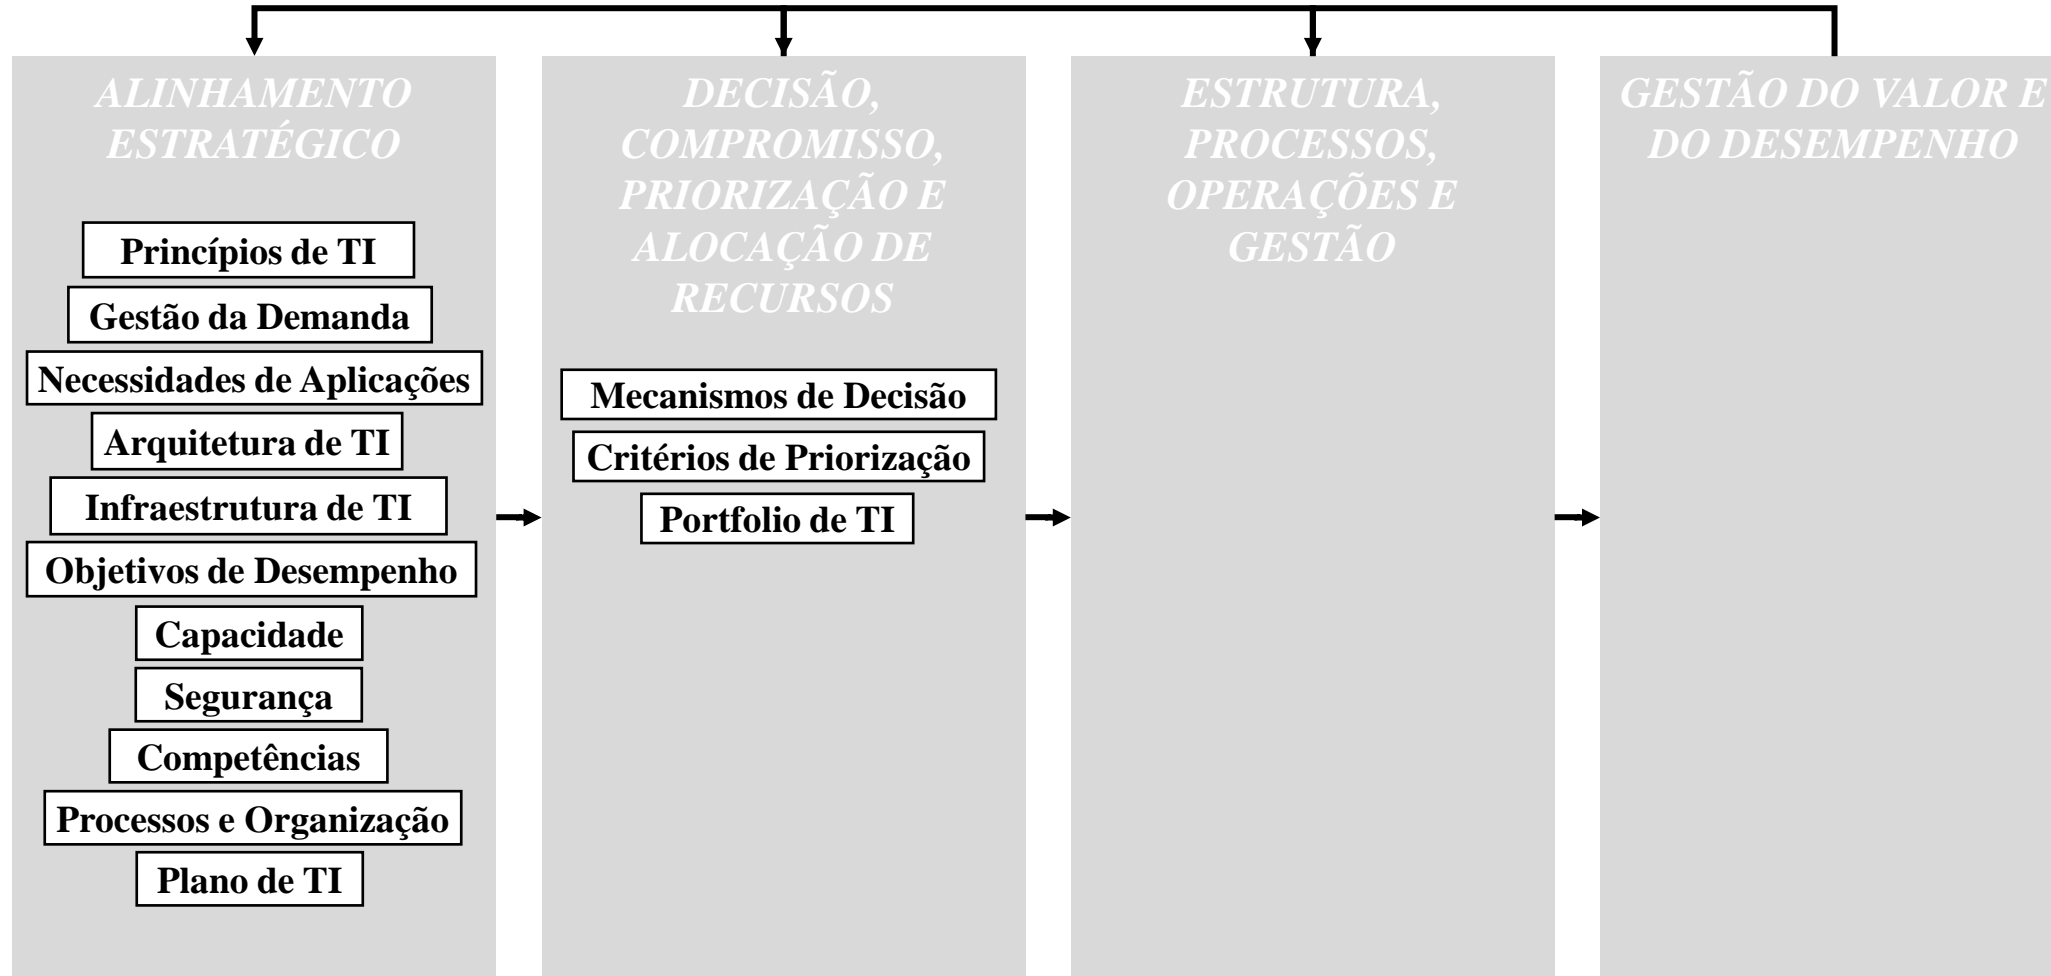 ALINHAMENTO
ESTRATÉGICO
Princípios de TI
Gestão da Demanda
Necessidades de Aplicações
Arquitetura de TI
Infraestrutura de TI
Objetivos de Desempenho
Capacidade
Segurança
Competências
Processos e Organização
Plano de TI
DECISÃO,
COMPROMISSO,
PRIORIZAÇÃO E
ALOCAÇÃO DE
RECURSOS
Mecanismos de Decisão
Critérios de Priorização
Portfolio de TI
ESTRUTURA,
PROCESSOS,
OPERAÇÕES E
GESTÃO
GESTÃO DO VALOR E
DO DESEMPENHO